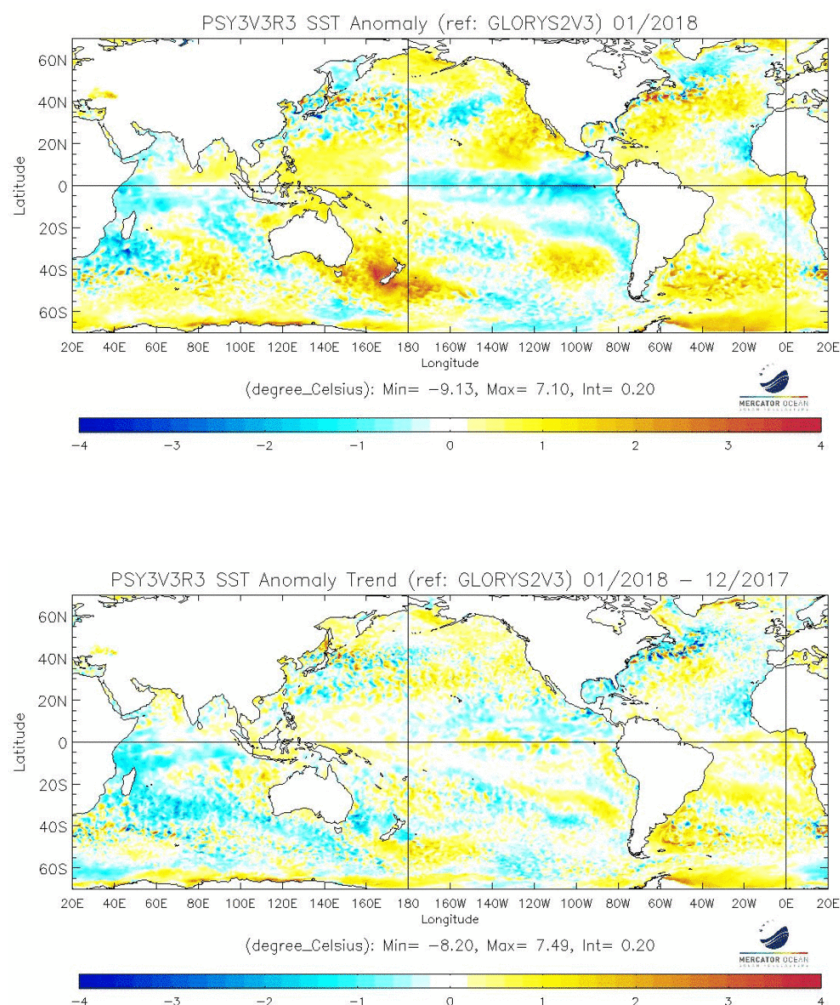 PSY3V3R3 SST Anomaly (ref: GLORYS2V3) 01/2018
60N
40N
20N
0
20S
40S
60S
Latitude
20E 40E 60E 80E 100E 120E 140E 160E 180 160W 140W 120W 100W 80W 60W 40W 20W 0E 20E
Longitude
(degree_Celsius): Min= -9.13, Max= 7.10, Int= 0.20
MERCATOR OCEAN
-4 -3 -2 -1 0 1 2 3 4
PSY3V3R3 SST Anomaly Trend (ref: GLORYS2V3) 01/2018 - 12/2017
60N
40N
20N
0
20S
40S
60S
Latitude
20E 40E 60E 80E 100E 120E 140E 160E 180 160W 140W 120W 100W 80W 60W 40W 20W 0E 20E
Longitude
(degree_Celsius): Min= -8.20, Max= 7.49, Int= 0.20
MERCATOR OCEAN
-4 -3 -2 -1 0 1 2 3 4